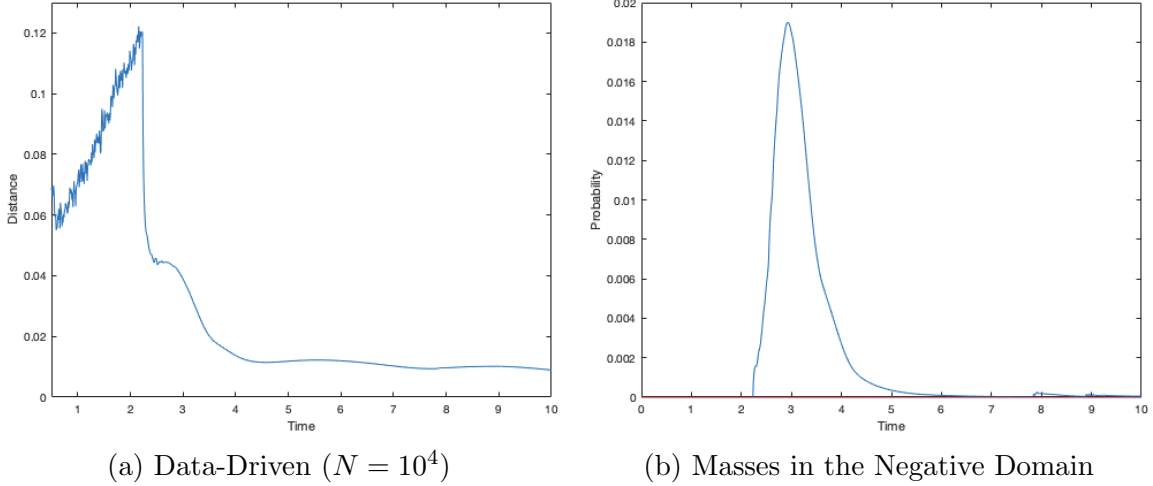 0.12
0.1
0.08
0.06
0.04
0.02
0
Distance
1 2 3 4 5 6 7 8 9 10
Time
(a) Data-Driven (N = 10⁴)
0.02
0.018
0.016
0.014
0.012
0.01
0.008
0.006
0.004
0.002
0
Probability
0 1 2 3 4 5 6 7 8 9 10
Time
(b) Masses in the Negative Domain